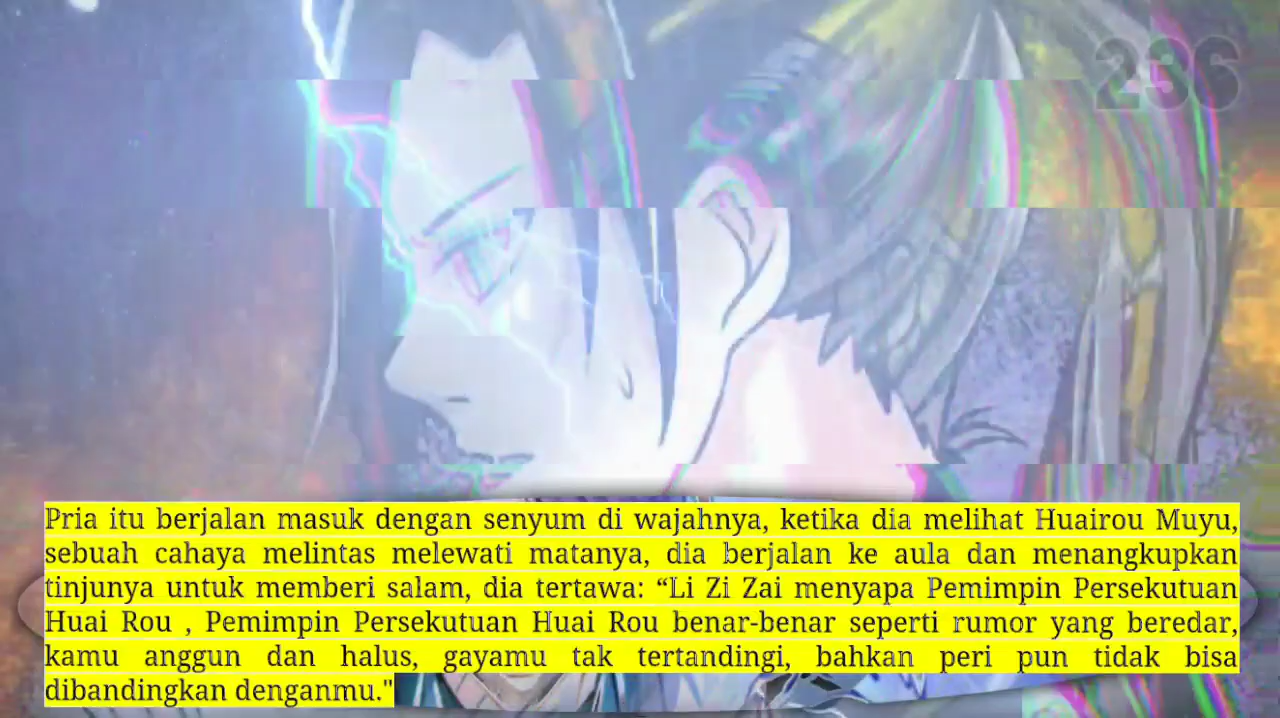 236
Pria itu berjalan masuk dengan senyum di wajahnya, ketika dia melihat Huairou Muyu,
sebuah cahaya melintas melewati matanya, dia berjalan ke aula dan menangkupkan
tinjunya untuk memberi salam, dia tertawa: “Li Zi Zai menyapa Pemimpin Persekutuan
Huai Rou , Pemimpin Persekutuan Huai Rou benar-benar seperti rumor yang beredar,
kamu anggun dan halus, gayamu tak tertandingi, bahkan peri pun tidak bisa
dibandingkan denganmu."